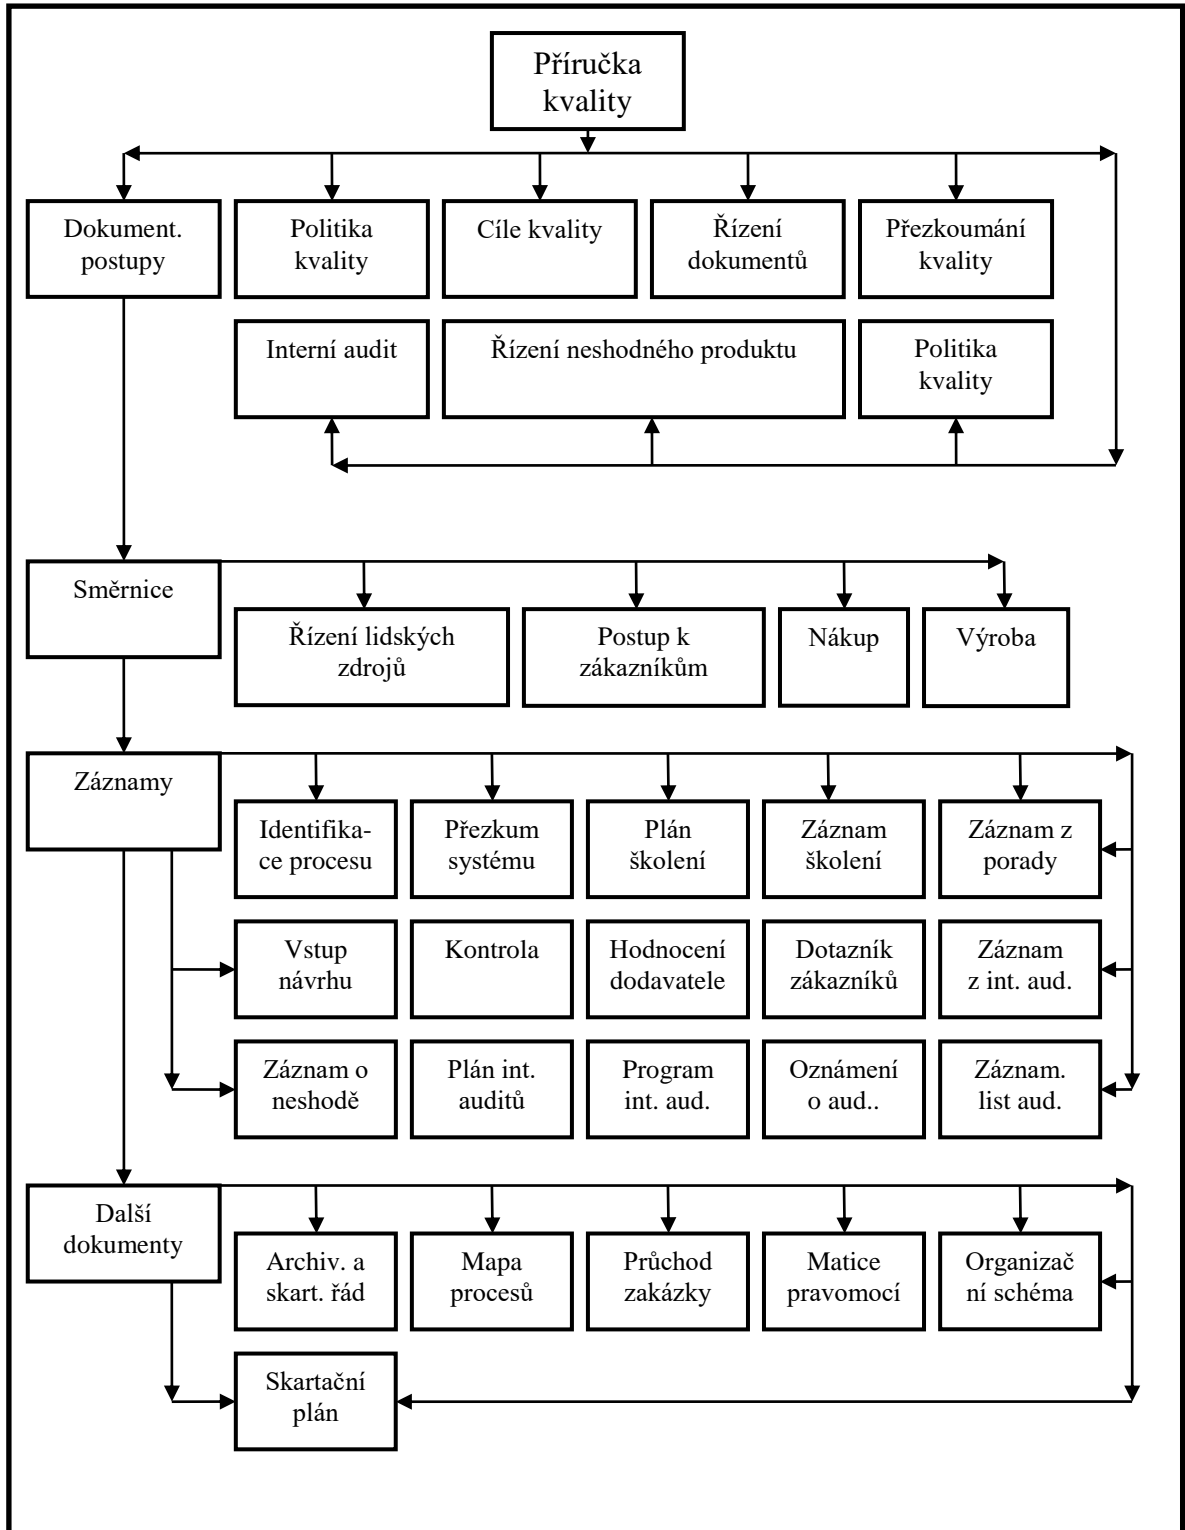 Příručka
kvality
Dokument.
postupy
Politika
kvality
Cíle kvality
Řízení
dokumentů
Přezkoumání
kvality
Interní audit
Řízení neshodného produktu
Politika
kvality
Směrnice
Řízení lidských
zdrojů
Postup k
zákazníkům
Nákup
Výroba
Záznamy
Identifika-
ce procesu
Přezkum
systému
Plán
školení
Záznam
školení
Záznam z
porady
Vstup
návrhu
Kontrola
Hodnocení
dodavatele
Dotazník
zákazníků
Záznam
z int. aud.
Záznam o
neshodě
Plán int.
auditů
Program
int. aud.
Oznámení
o aud..
Záznam.
list aud.
Další
dokumenty
Archiv. a
skart. řád
Mapa
procesů
Průchod
zakázky
Matice
pravomocí
Organizač
ní schéma
Skartační
plán